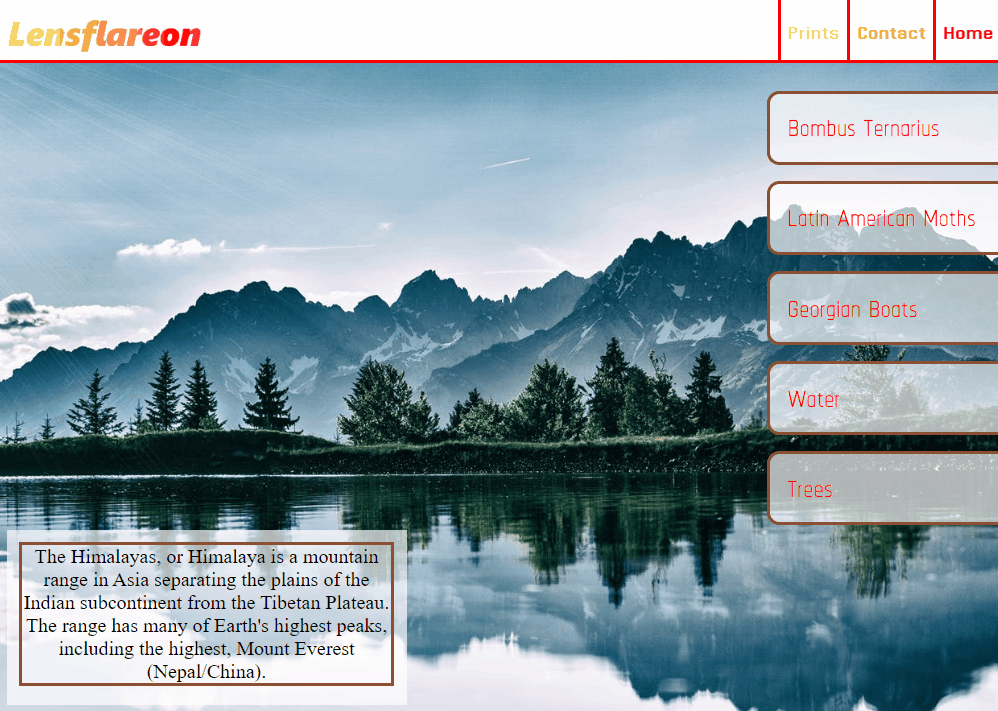 Lensflareon
Prints
Contact
Home
Bombus Ternarius
Latin American Moths
Georgian Boats
Water
Trees
The Himalayas, or Himalaya is a mountain
range in Asia separating the plains of the
Indian subcontinent from the Tibetan Plateau.
The range has many of Earth's highest peaks,
including the highest, Mount Everest
(Nepal/China).